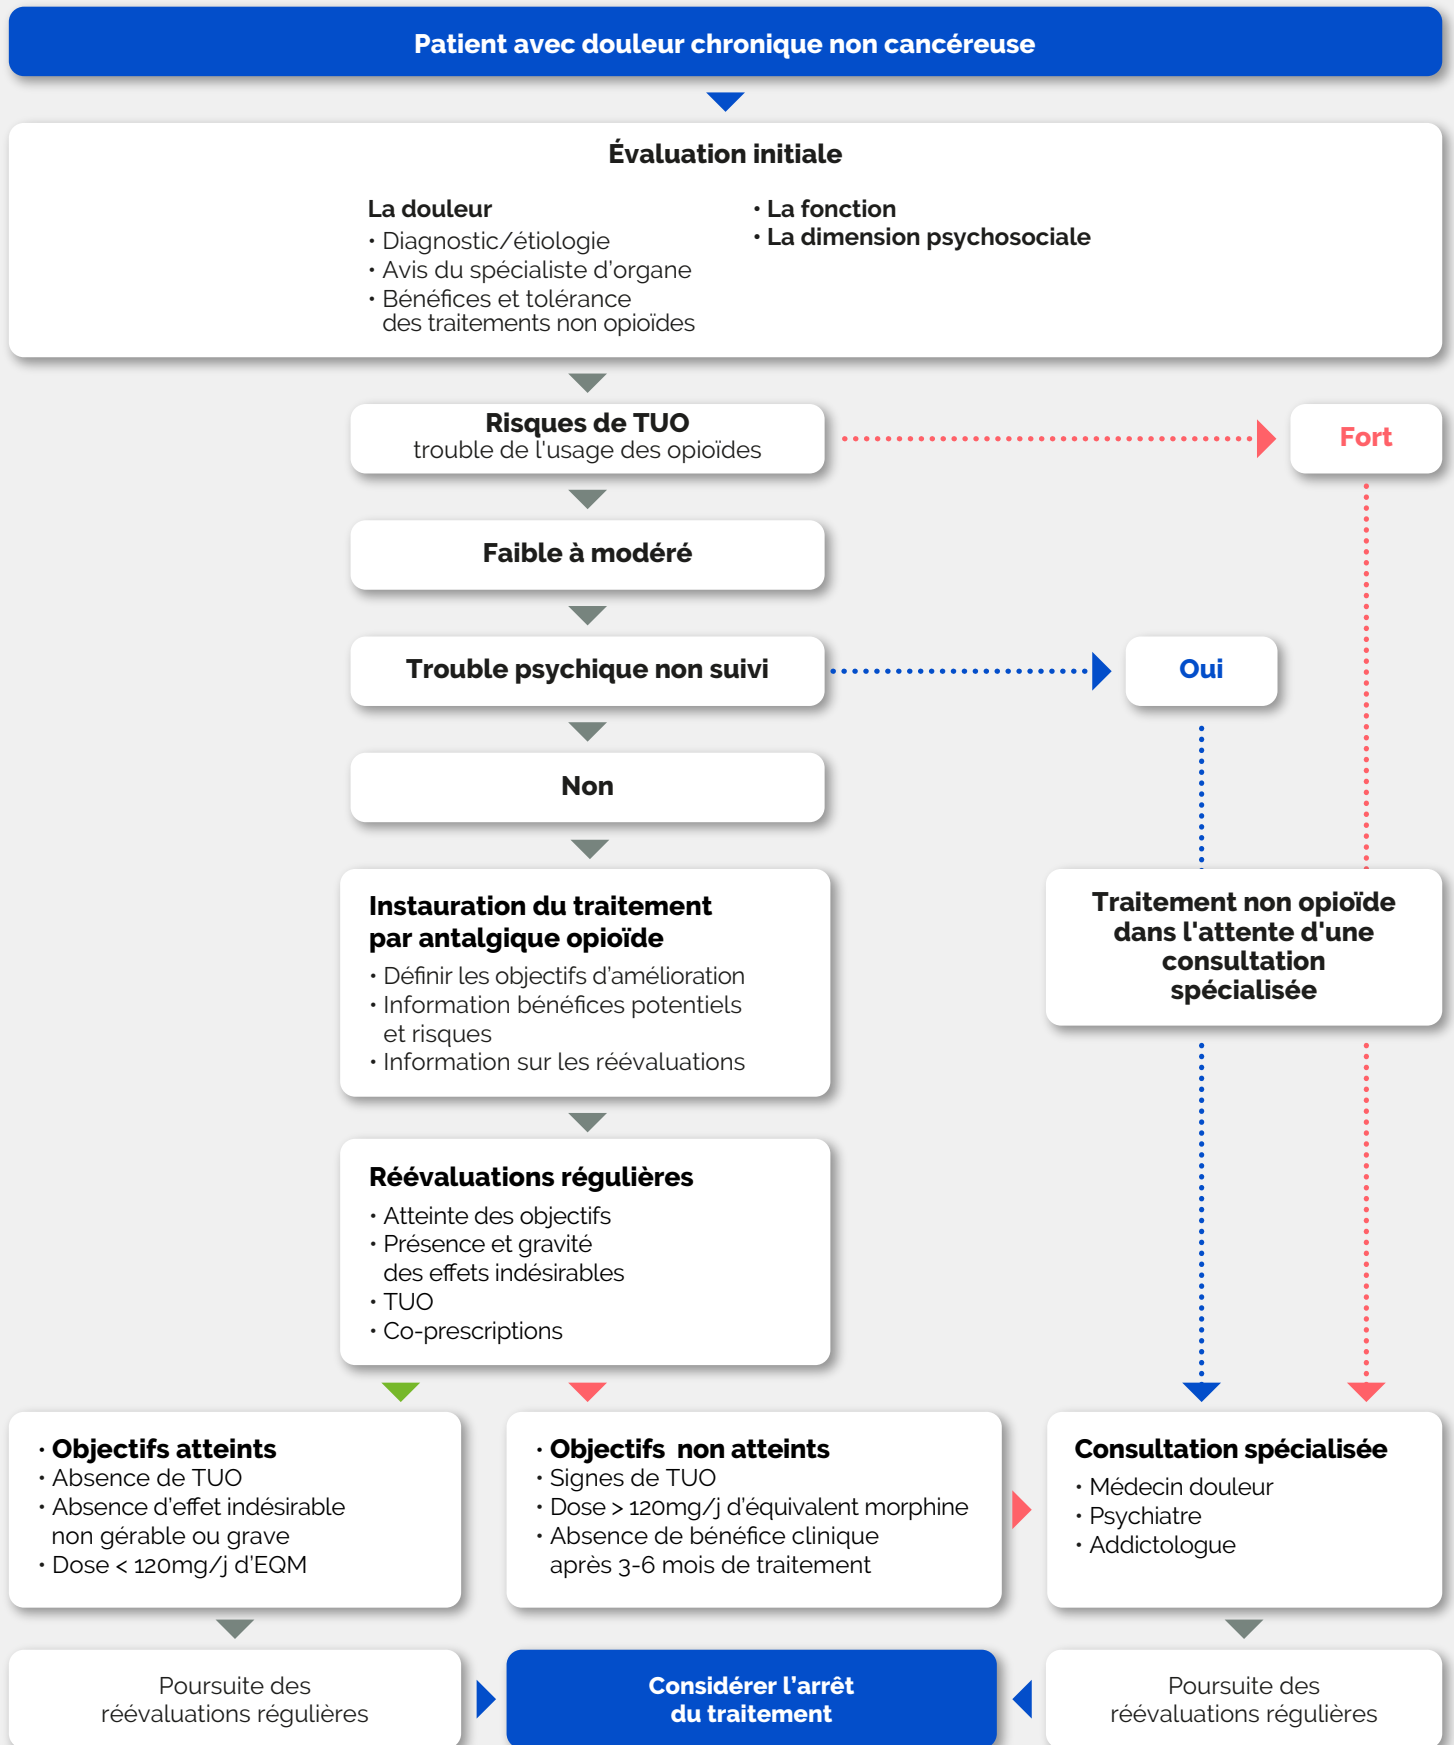 Patient avec douleur chronique non cancéreuse
Évaluation initiale
La douleur
· Diagnostic/étiologie
· Avis du spécialiste d'organe
· Bénéfices et tolérance
des traitements non opioïdes
· La fonction
· La dimension psychosociale
Risques de TUO
trouble de l'usage des opioïdes
Fort
Faible à modéré
Trouble psychique non suivi
Oui
Non
Instauration du traitement
par antalgique opioïde
· Définir les objectifs d'amélioration
· Information bénéfices potentiels
et risques
· Information sur les réévaluations
Traitement non opioïde
dans l'attente d'une
consultation
spécialisée
Réévaluations régulières
· Atteinte des objectifs
· Présence et gravité
des effets indésirables
· TUO
· Co-prescriptions
· Objectifs atteints
· Absence de TUO
· Absence d'effet indésirable
non gérable ou grave
· Dose < 120mg/j d'EQM
· Objectifs non atteints
· Signes de TUO
· Dose > 120mg/j d'équivalent morphine
· Absence de bénéfice clinique
après 3-6 mois de traitement
Consultation spécialisée
· Médecin douleur
· Psychiatre
· Addictologue
Poursuite des
réévaluations régulières
Considérer l'arrêt
du traitement
Poursuite des
réévaluations régulières